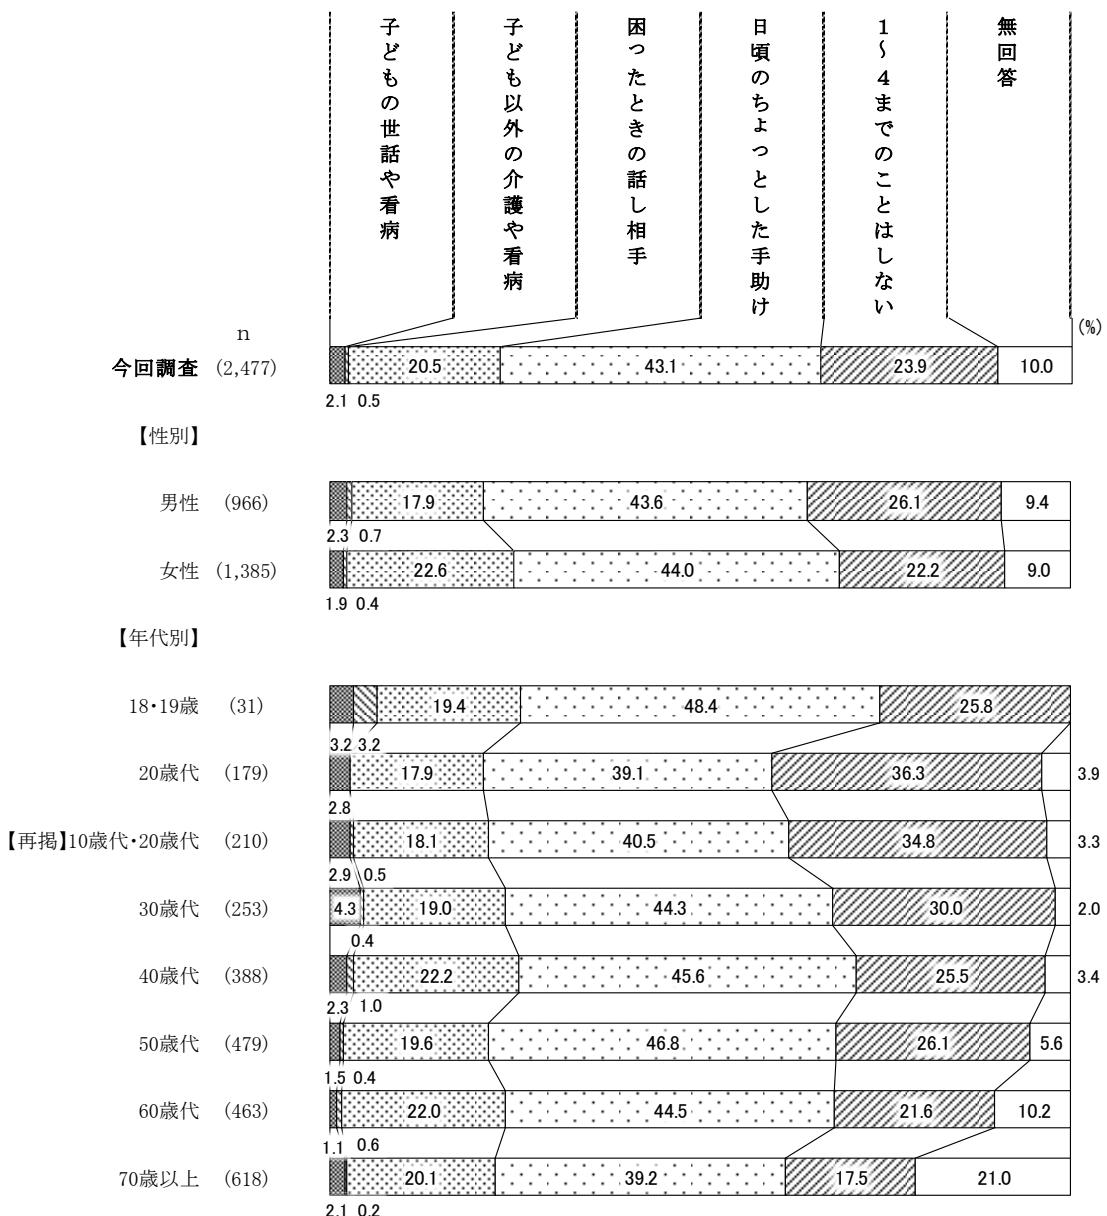 子どもの世話や看病
子ども以外の介護や看病
困ったときの話し相手
日頃のちょっとした手助け
1～4までのことはしない
無回答
(%)
n
今回調査 (2,477) 20.5 43.1 23.9 10.0
2.1 0.5
【性別】
男性 (966) 17.9 43.6 26.1 9.4
2.3 0.7
女性 (1,385) 22.6 44.0 22.2 9.0
1.9 0.4
【年代別】
18・19歳 (31) 19.4 48.4 25.8
3.2 3.2
20歳代 (179) 17.9 39.1 36.3 3.9
2.8
【再掲】10歳代・20歳代 (210) 18.1 40.5 34.8 3.3
2.9 0.5
30歳代 (253) 4.3 19.0 44.3 30.0 2.0
0.4
40歳代 (388) 22.2 45.6 25.5 3.4
2.3 1.0
50歳代 (479) 19.6 46.8 26.1 5.6
1.5 0.4
60歳代 (463) 22.0 44.5 21.6 10.2
1.1 0.6
70歳以上 (618) 20.1 39.2 17.5 21.0
2.1 0.2